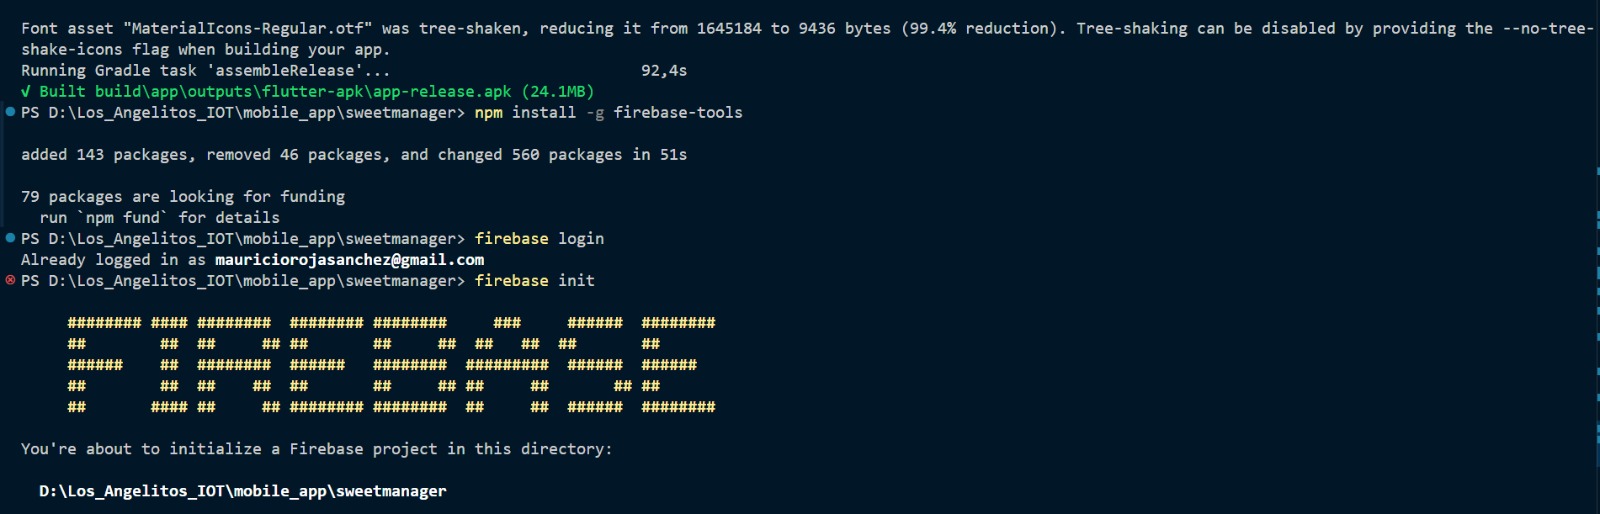 Font asset "MaterialIcons-Regular.otf" was tree-shaken, reducing it from 1645184 to 9436 bytes (99.4% reduction). Tree-shaking can be disabled by providing the --no-tree-
shake-icons flag when building your app.
Running Gradle task 'assembleRelease'... 92,4s
√ Built build\app\outputs\flutter-apk\app-release.apk (24.1MB)
PS D:\Los_Angelitos_IOT\mobile_app\sweetmanager> npm install -g firebase-tools
added 143 packages, removed 46 packages, and changed 560 packages in 51s
79 packages are looking for funding
run `npm fund` for details
PS D:\Los_Angelitos_IOT\mobile_app\sweetmanager> firebase login
Already logged in as mauriciorojasanchez@gmail.com
PS D:\Los_Angelitos_IOT\mobile_app\sweetmanager> firebase init
######## #### ######## ######## ######## ### ###### ########
## ## ## ## ## ## ## ## ## ## ##
###### ## ######## ###### ######## ######### ###### ######
## ## ## ## ## ## ## ## ## ## ##
## #### ## ## ######## ######## ## ## ###### ########
You're about to initialize a Firebase project in this directory:
D:\Los_Angelitos_IOT\mobile_app\sweetmanager